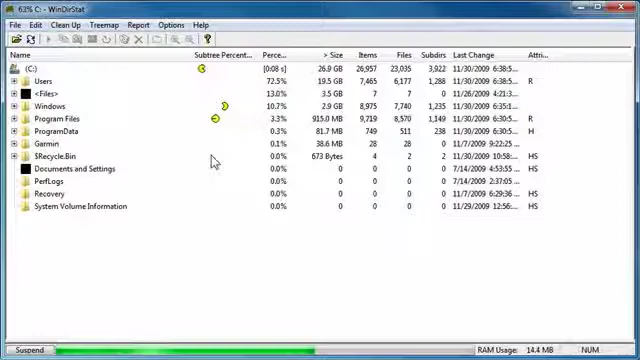 63% C: - WinDirStat
File Edit Clean Up Treemap Report Options Help
Name Subtree Percent... Perce... > Size Items Files Subdirs Last Change Attri...
(C:) [0:08 s] 26.9 GB 26,957 23,035 3,922 11/30/2009 6:38:5...
Users 72.5% 19.5 GB 7,465 6,177 1,288 11/30/2009 6:38:5... R
<Files> 13.0% 3.5 GB 7 7 0 11/26/2009 4:21:3...
Windows 10.7% 2.9 GB 8,975 7,740 1,235 11/30/2009 6:35:5...
Program Files 3.3% 915.0 MB 9,719 8,570 1,149 11/30/2009 6:38:5... R
ProgramData 0.3% 81.7 MB 749 511 238 11/30/2009 6:38:5... H
Garmin 0.1% 38.6 MB 28 28 0 11/7/2009 9:22:25...
$Recycle.Bin 0.0% 673 Bytes 4 2 2 11/30/2009 10:58:... HS
Documents and Settings 0.0% 0 0 0 0 7/14/2009 4:53:55... HS
PerfLogs 0.0% 0 0 0 0 7/14/2009 2:37:05...
Recovery 0.0% 0 0 0 0 11/7/2009 6:29:36... HS
System Volume Information 0.0% 0 0 0 0 11/29/2009 12:56:... HS
Suspend RAM Usage: 14.4 MB NUM